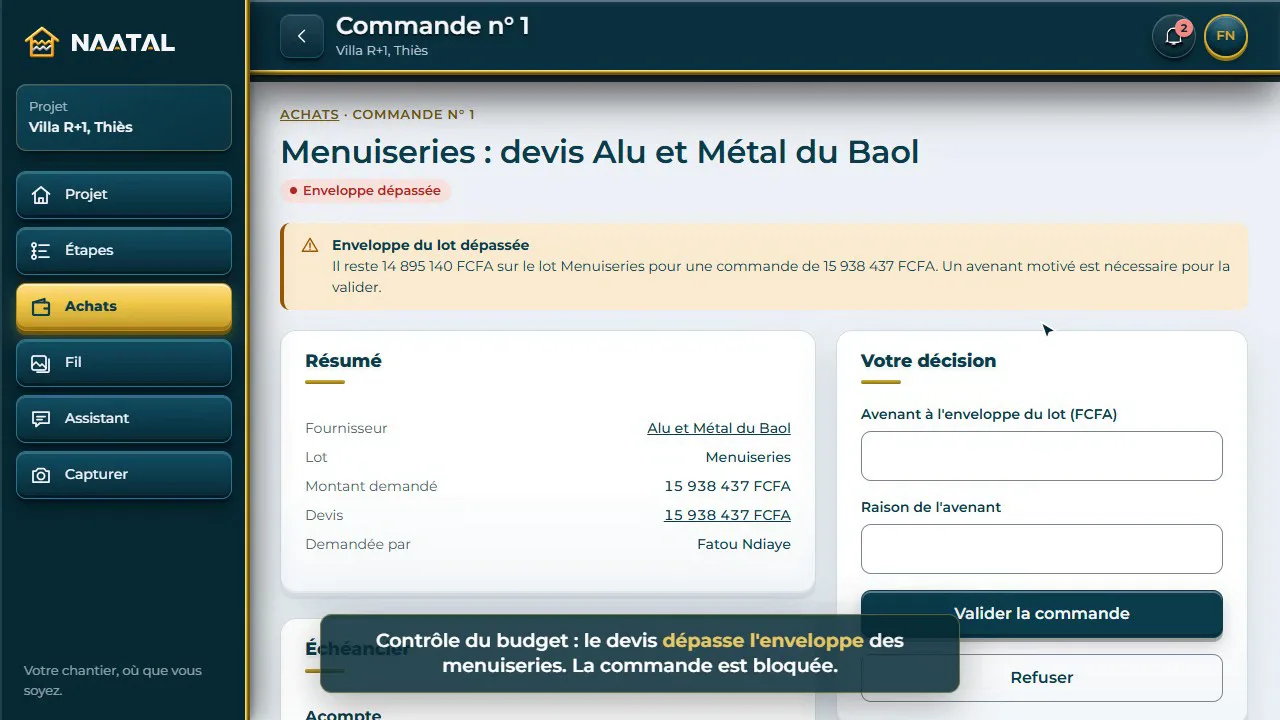 NAATAL
Projet
Villa R+1, Thiès
Projet
Étapes
Achats
Fil
Assistant
Capturer
Votre chantier, où que vous
soyez.
Commande n° 1
Villa R+1, Thiès
2
FN
ACHATS · COMMANDE N° 1
Menuiseries : devis Alu et Métal du Baol
Enveloppe dépassée
Enveloppe du lot dépassée
Il reste 14 895 140 FCFA sur le lot Menuiseries pour une commande de 15 938 437 FCFA. Un avenant motivé est nécessaire pour la
valider.
Résumé
Fournisseur Alu et Métal du Baol
Lot Menuiseries
Montant demandé 15 938 437 FCFA
Devis 15 938 437 FCFA
Demandée par Fatou Ndiaye
Échéancier
Acompte
Votre décision
Avenant à l'enveloppe du lot (FCFA)
Raison de l'avenant
Valider la commande
Refuser
Contrôle du budget : le devis dépasse l'enveloppe des
menuiseries. La commande est bloquée.